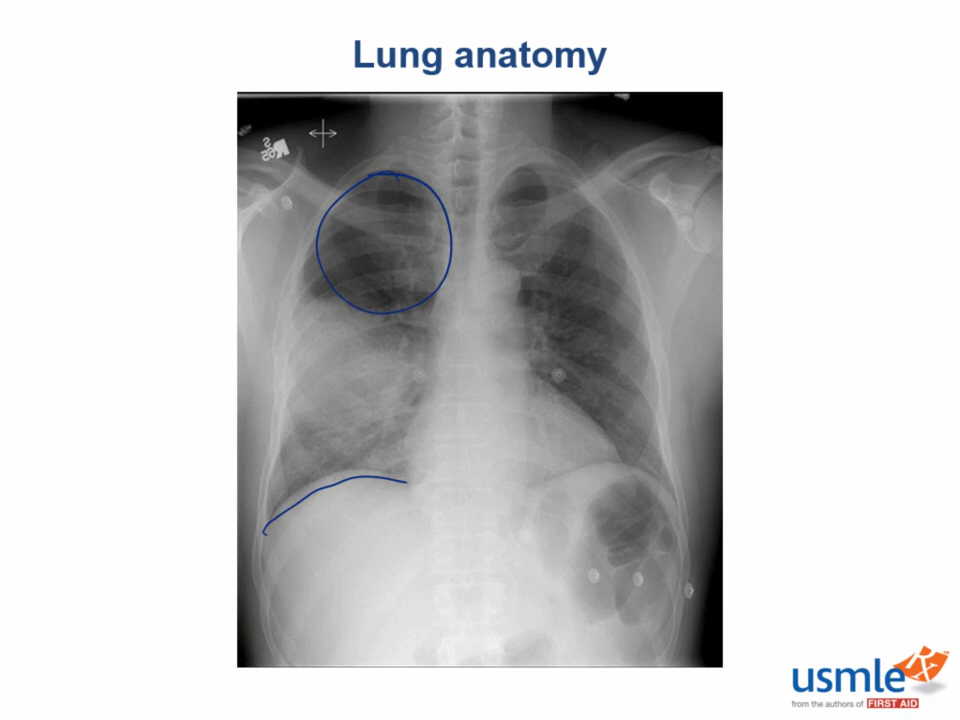 Lung anatomy
usmle
from the authors of FIRST AID